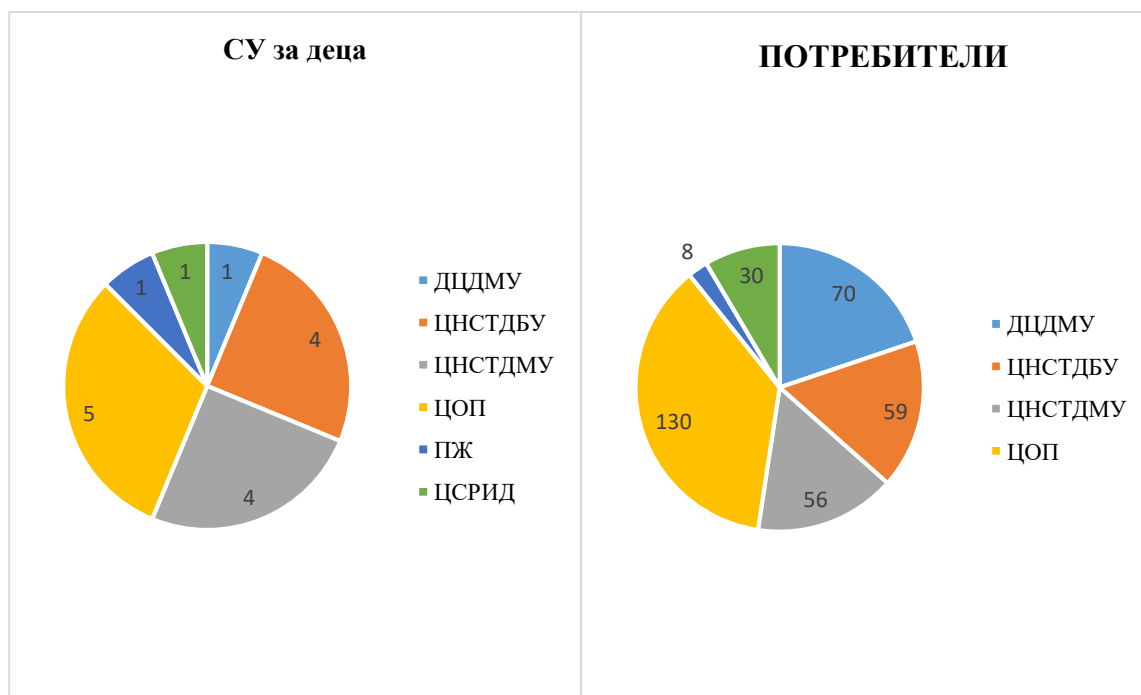 СУ за деца
1
1
1
4
5
4
ДЦДМУ
ЦНСТДБУ
ЦНСТДМУ
ЦОП
ПЖ
ЦСРИД
ПОТРЕБИТЕЛИ
8
30
70
130
59
56
ДЦДМУ
ЦНСТДБУ
ЦНСТДМУ
ЦОП